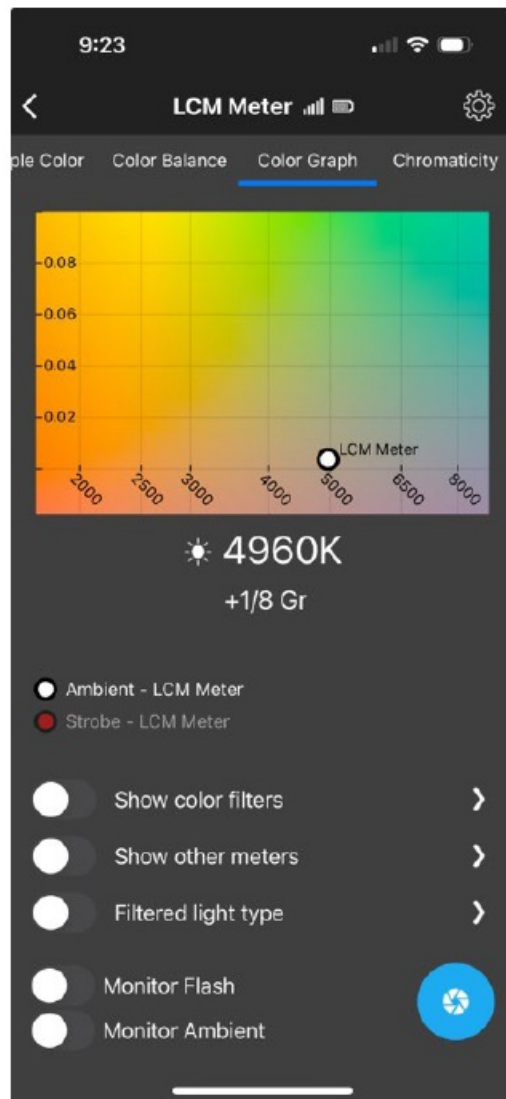 9:23
LCM Meter
ple Color Color Balance Color Graph Chromaticity
0.08
0.06
0.04
0.02
LCM Meter
2000 2500 3000 4000 5000 6500 8000
4960K
+1/8 Gr
Ambient - LCM Meter
Strobe - LCM Meter
Show color filters
Show other meters
Filtered light type
Monitor Flash
Monitor Ambient